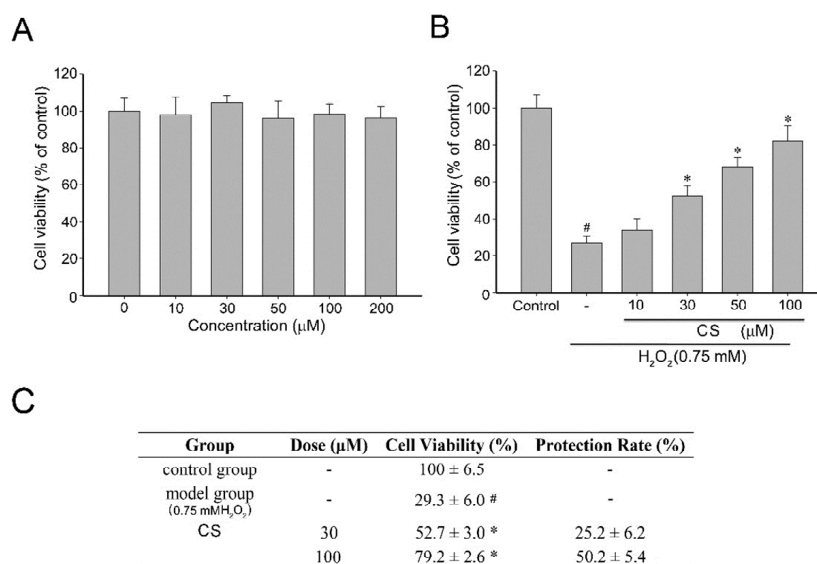 A
Cell viability (% of control)
120
100
80
60
40
20
0
0 10 30 50 100 200
Concentration (μM)
B
Cell viability (% of control)
120
100
80
60
40
20
0
#
*
*
*
Control - 10 30 50 100
CS (μM)
H₂O₂(0.75 mM)
C
Group Dose (μM) Cell Viability (%) Protection Rate (%)
control group - 100 ± 6.5 -
model group - 29.3 ± 6.0 # -
(0.75 mMH₂O₂)
CS 30 52.7 ± 3.0 * 25.2 ± 6.2
100 79.2 ± 2.6 * 50.2 ± 5.4